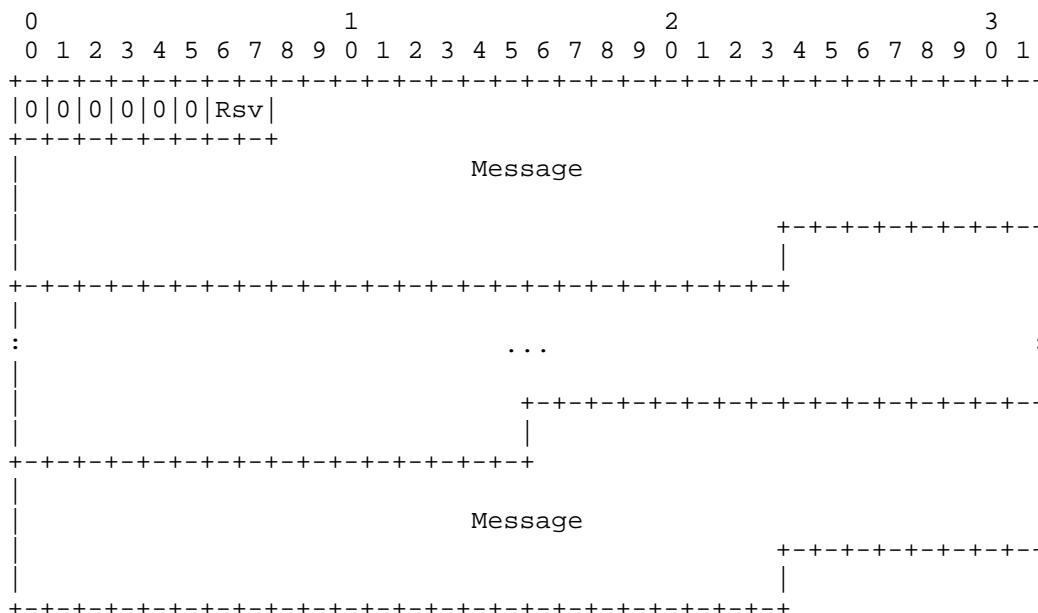 0                   1                   2                   3
 0 1 2 3 4 5 6 7 8 9 0 1 2 3 4 5 6 7 8 9 0 1 2 3 4 5 6 7 8 9 0 1
+-+-+-+-+-+-+-+-+-+-+-+-+-+-+-+-+-+-+-+-+-+-+-+-+-+-+-+-+-+-+-+-
|0|0|0|0|0|0|Rsv|
+-+-+-+-+-+-+-+-+
|                            Message
|
|                                               +-+-+-+-+-+-+-+-+-
|                                               |
+-+-+-+-+-+-+-+-+-+-+-+-+-+-+-+-+-+-+-+-+-+-+-+-+
|
:                              ...                              :
|
|                               +-+-+-+-+-+-+-+-+-+-+-+-+-+-+-+-+-
|                               |
+-+-+-+-+-+-+-+-+-+-+-+-+-+-+-+-+
|
|                            Message
|                                               +-+-+-+-+-+-+-+-+-
|                                               |
+-+-+-+-+-+-+-+-+-+-+-+-+-+-+-+-+-+-+-+-+-+-+-+-+